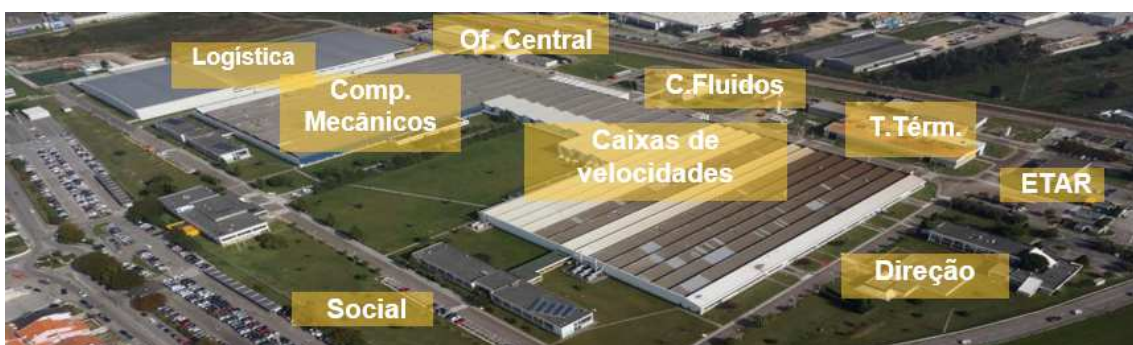 Of. Central
Logística
Comp.
Mecânicos
C.Fluidos
T.Térm.
Caixas de
velocidades
ETAR
Direção
Social